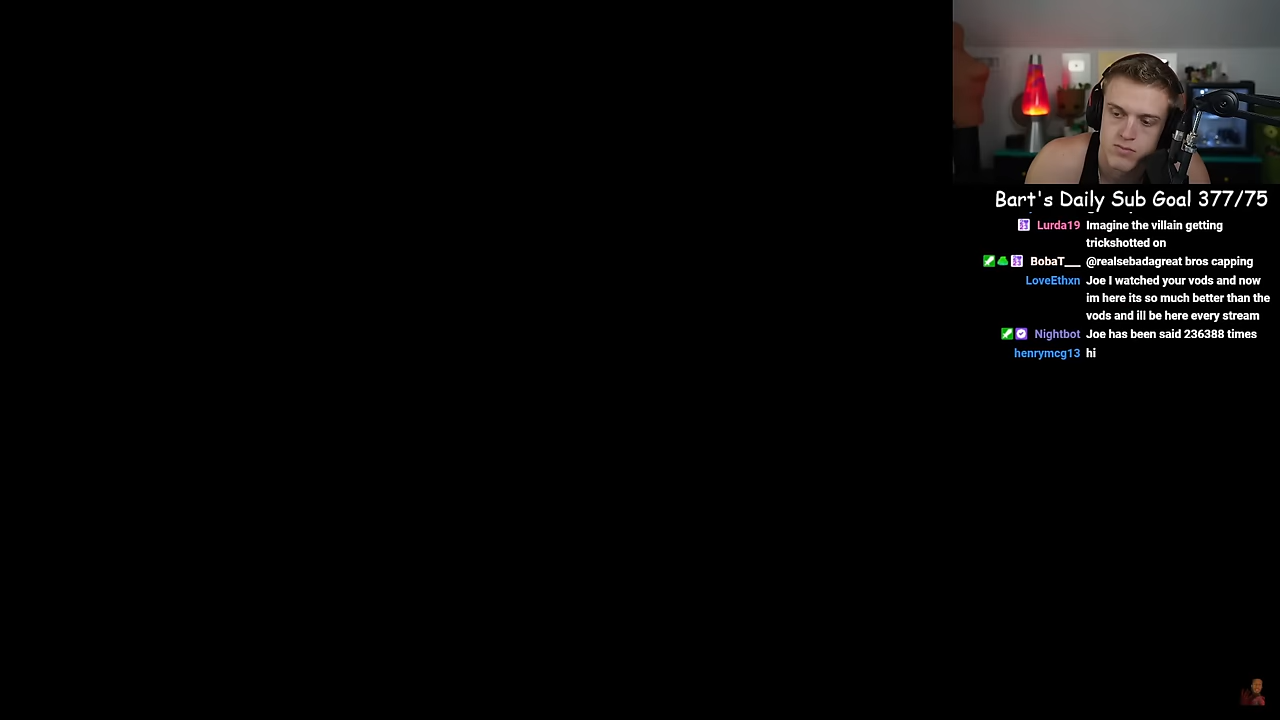 Bart's Daily Sub Goal 377/75
Lurda19 Imagine the villain getting
trickshotted on
BobaT___ @realsebadagreat bros capping
LoveEthxn Joe I watched your vods and now
im here its so much better than the
vods and ill be here every stream
Nightbot Joe has been said 236388 times
henrymcg13 hi